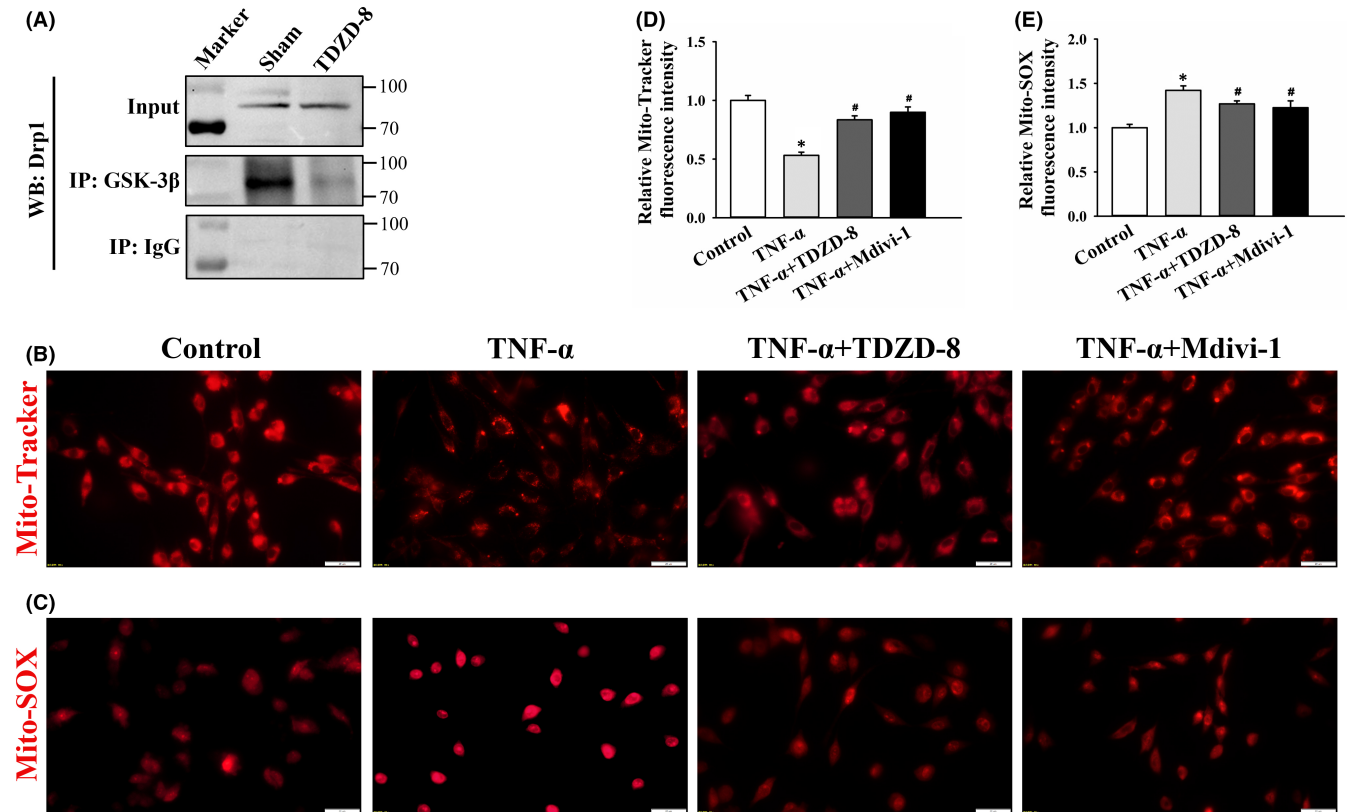 (A)
Marker
Sham
TDZD-8
WB: Drp1
Input
100
70
IP: GSK-3β
100
70
IP: IgG
100
70
(D)
Relative Mito-Tracker
fluorescence intensity
1.5
1.0
0.5
0.0
*
#
#
Control
TNF-α
TNF-α+TDZD-8
TNF-α+Mdivi-1
(E)
Relative Mito-SOX
fluorescence intensity
2.0
1.5
1.0
0.5
0.0
*
#
#
Control
TNF-α
TNF-α+TDZD-8
TNF-α+Mdivi-1
(B)
Control
TNF-α
TNF-α+TDZD-8
TNF-α+Mdivi-1
Mito-Tracker
(C)
Mito-SOX